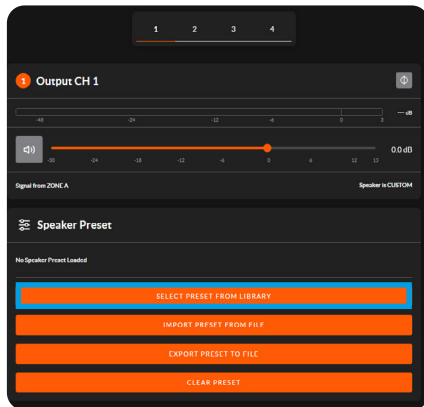 1 2 3 4
1 Output CH 1
-48 -24 -12 -6 0 3 --- dB
-30 -24 -18 -12 -6 0 6 12 15 0.0 dB
Signal from ZONE A Speaker is CUSTOM
Speaker Preset
No Speaker Preset Loaded
SELECT PRESET FROM LIBRARY
IMPORT PRESET FROM FILE
EXPORT PRESET TO FILE
CLEAR PRESET